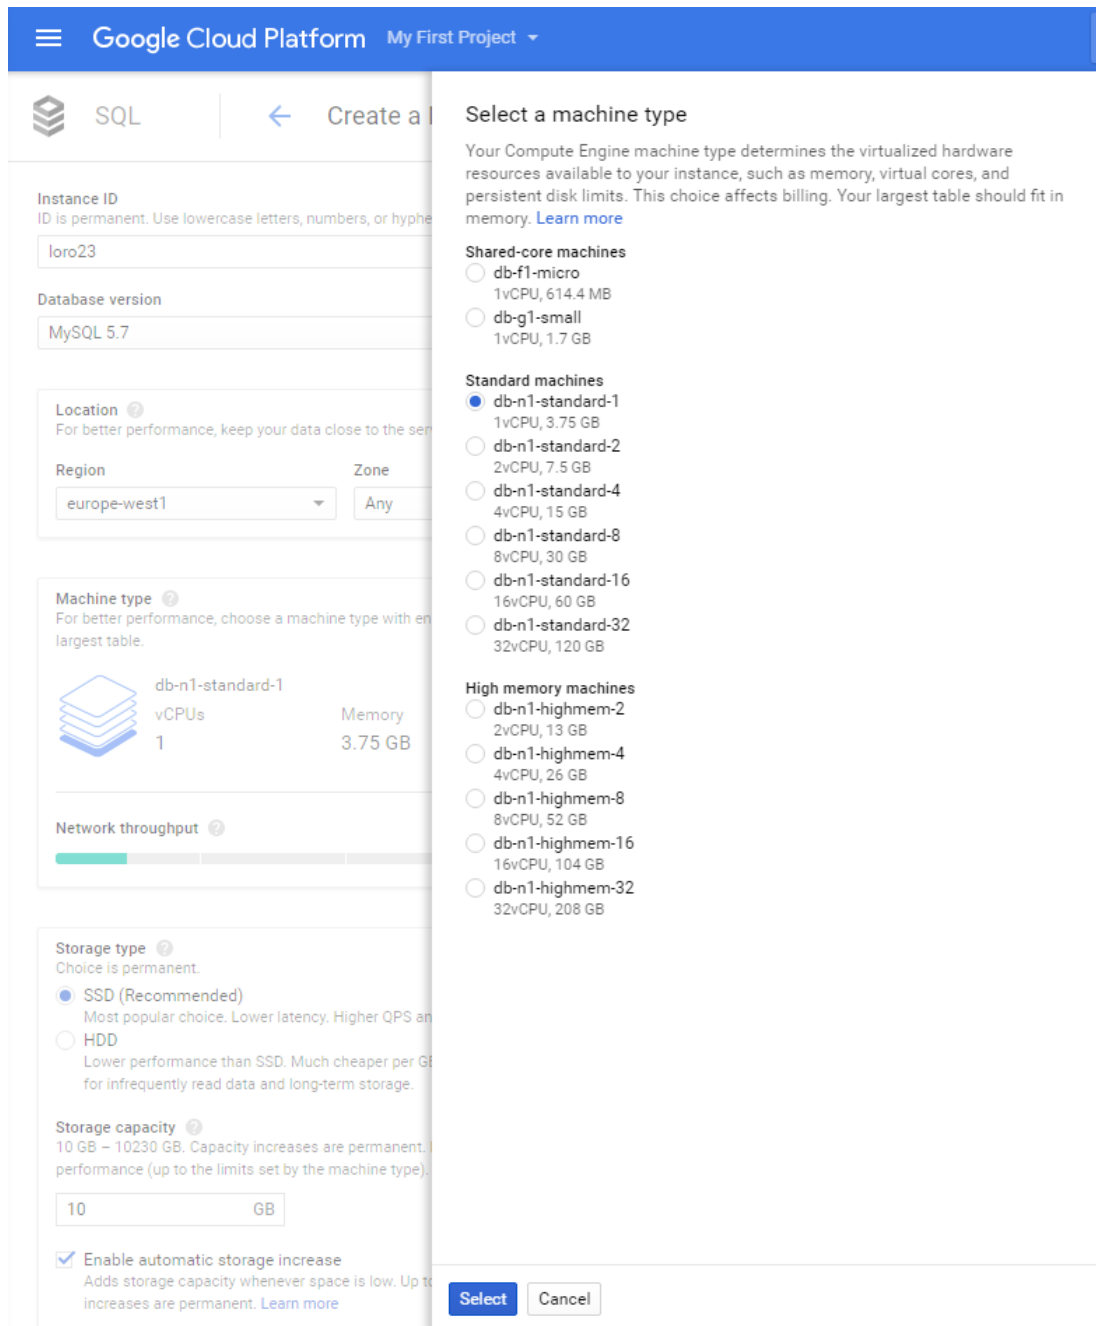 Google Cloud Platform My First Project
SQL
Create a
Instance ID
ID is permanent. Use lowercase letters, numbers, or
loro23
Database version
MySQL 5.7
Location
For better performance, keep your data close to the
Region Zone
europe-west1 Any
Machine type
For better performance, choose a machine type with
largest table.
db-n1-standard-1
vCPUs Memory
1 3.75 GB
Network throughput
Storage type
Choice is permanent.
SSD (Recommended)
Most popular choice. Lower latency. Higher QPS
HDD
Lower performance than SSD. Much cheaper per
for infrequently read data and long-term storage.
Storage capacity
10 GB – 10230 GB. Capacity increases are permanent.
performance (up to the limits set by the machine type).
10 GB
Enable automatic storage increase
Adds storage capacity whenever space is low. Up
increases are permanent. Learn more
Select a machine type
Your Compute Engine machine type determines the virtualized hardware
resources available to your instance, such as memory, virtual cores, and
persistent disk limits. This choice affects billing. Your largest table should fit in
memory. Learn more
Shared-core machines
db-f1-micro
1vCPU, 614.4 MB
db-g1-small
1vCPU, 1.7 GB
Standard machines
db-n1-standard-1
1vCPU, 3.75 GB
db-n1-standard-2
2vCPU, 7.5 GB
db-n1-standard-4
4vCPU, 15 GB
db-n1-standard-8
8vCPU, 30 GB
db-n1-standard-16
16vCPU, 60 GB
db-n1-standard-32
32vCPU, 120 GB
High memory machines
db-n1-highmem-2
2vCPU, 13 GB
db-n1-highmem-4
4vCPU, 26 GB
db-n1-highmem-8
8vCPU, 52 GB
db-n1-highmem-16
16vCPU, 104 GB
db-n1-highmem-32
32vCPU, 208 GB
Select Cancel